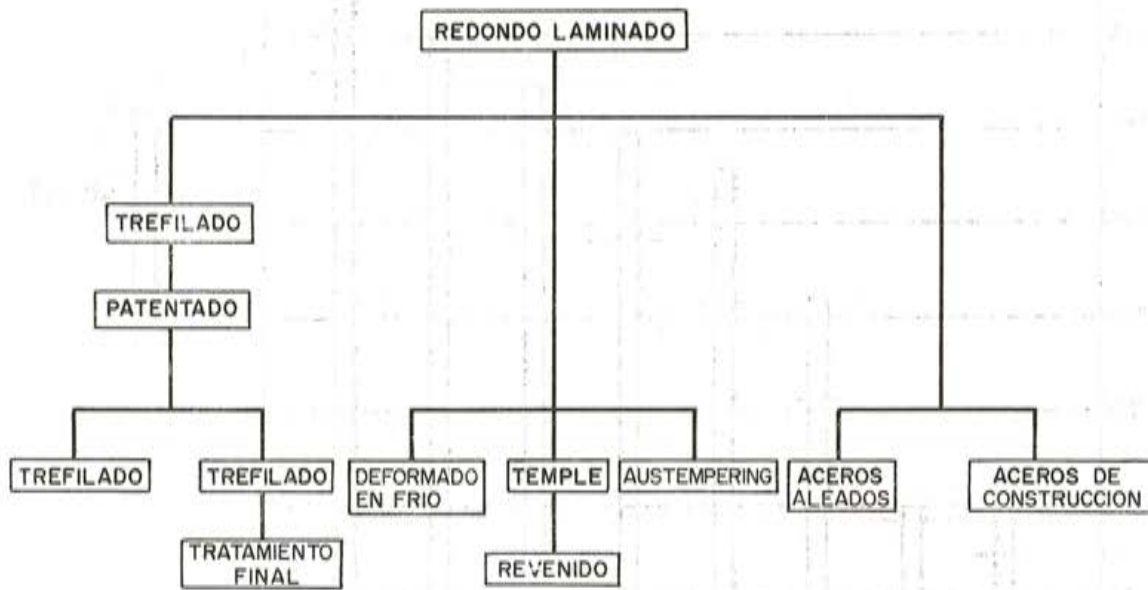 REDONDO LAMINADO
TREFILADO
PATENTADO
TREFILADO
TREFILADO
DEFORMADO
EN FRIO
TEMPLE
AUSTEMPERING
ACEROS
ALEADOS
ACEROS DE
CONSTRUCCION
TRATAMIENTO
FINAL
REVENIDO